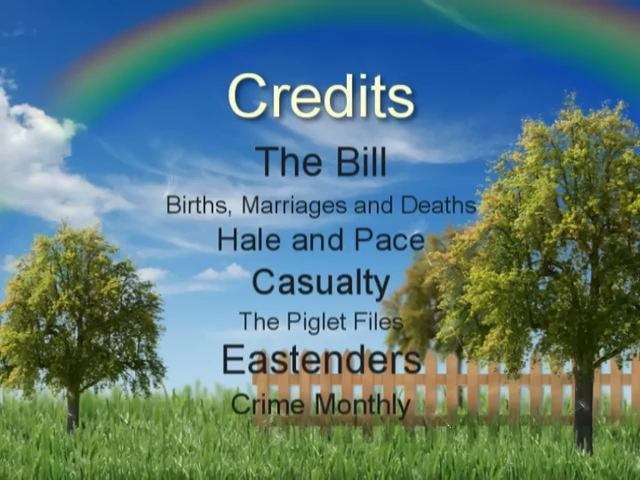 Credits
The Bill
Births, Marriages and Deaths
Hale and Pace
Casualty
The Piglet Files
Eastenders
Crime Monthly